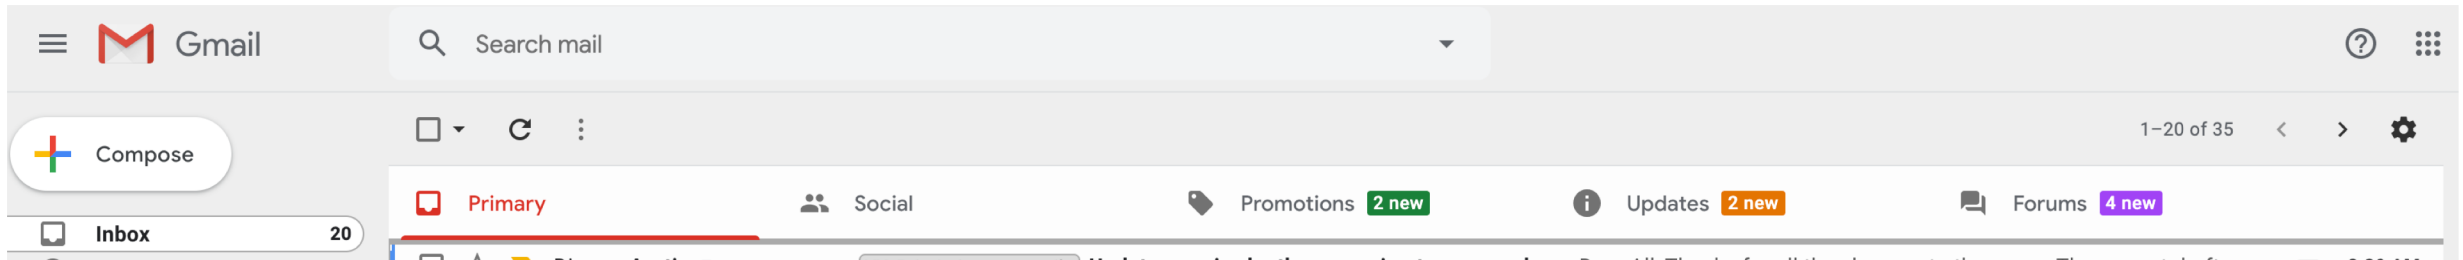 Gmail
Search mail
Compose
1–20 of 35
Primary
Social
Promotions 2 new
Updates 2 new
Forums 4 new
Inbox 20